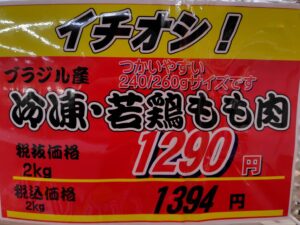 イチオシ!
ブラジル産
つかいやすい
240/260gサイズです
冷凍・若鶏もも肉
税抜価格
2kg
1290円
税込価格
2kg
1394円